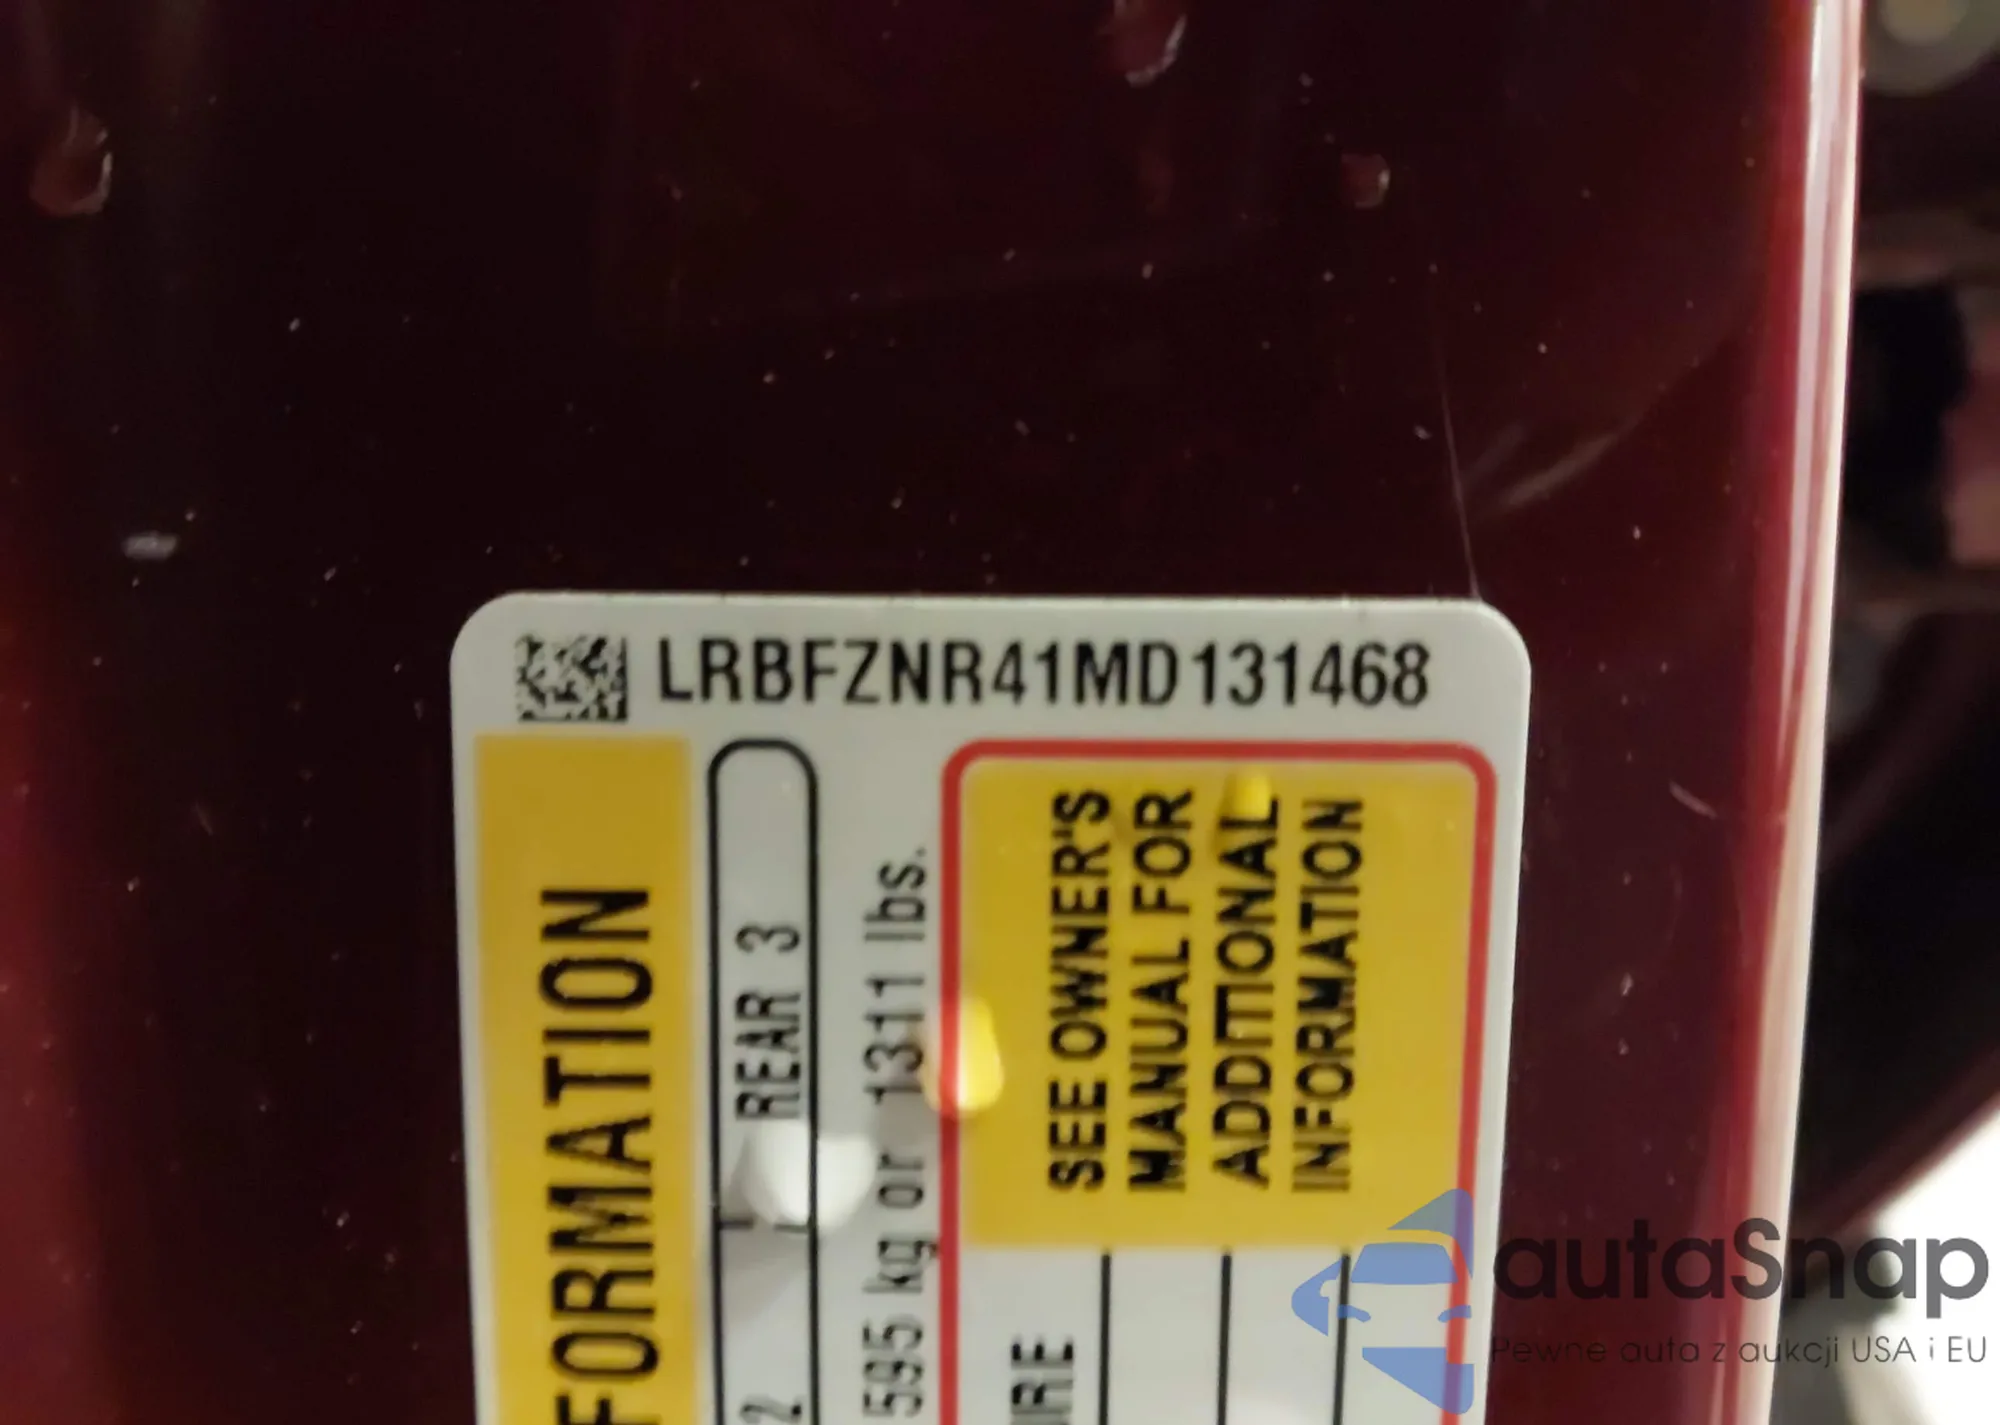 LRBFZNR41MD131468
FORMATION
2
REAR 3
595 kg or 1311 lbs.
SEE OWNER'S
MANUAL FOR
ADDITIONAL
INFORMATION
autaSnap
Pewne auta z aukcji USA i EU